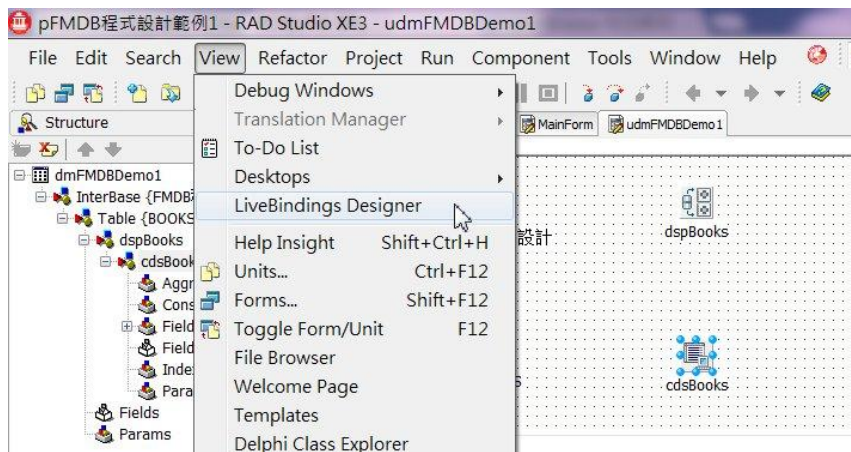 pFMDB程式設計範例1 - RAD Studio XE3 - udmFMDBDemo1
File Edit Search View Refactor Project Run Component Tools Window Help
Structure
MainForm udmFMDBDemo1
dmFMDBDemo1
InterBase {FMDB
Table {BOOKS
dspBooks
cdsBook
Aggr
Cons
Field
Field
Inde
Para
Fields
Params
Debug Windows
Translation Manager
To-Do List
Desktops
LiveBindings Designer
Help Insight Shift+Ctrl+H
Units... Ctrl+F12
Forms... Shift+F12
Toggle Form/Unit F12
File Browser
Welcome Page
Templates
Delphi Class Explorer
設計
dspBooks
cdsBooks